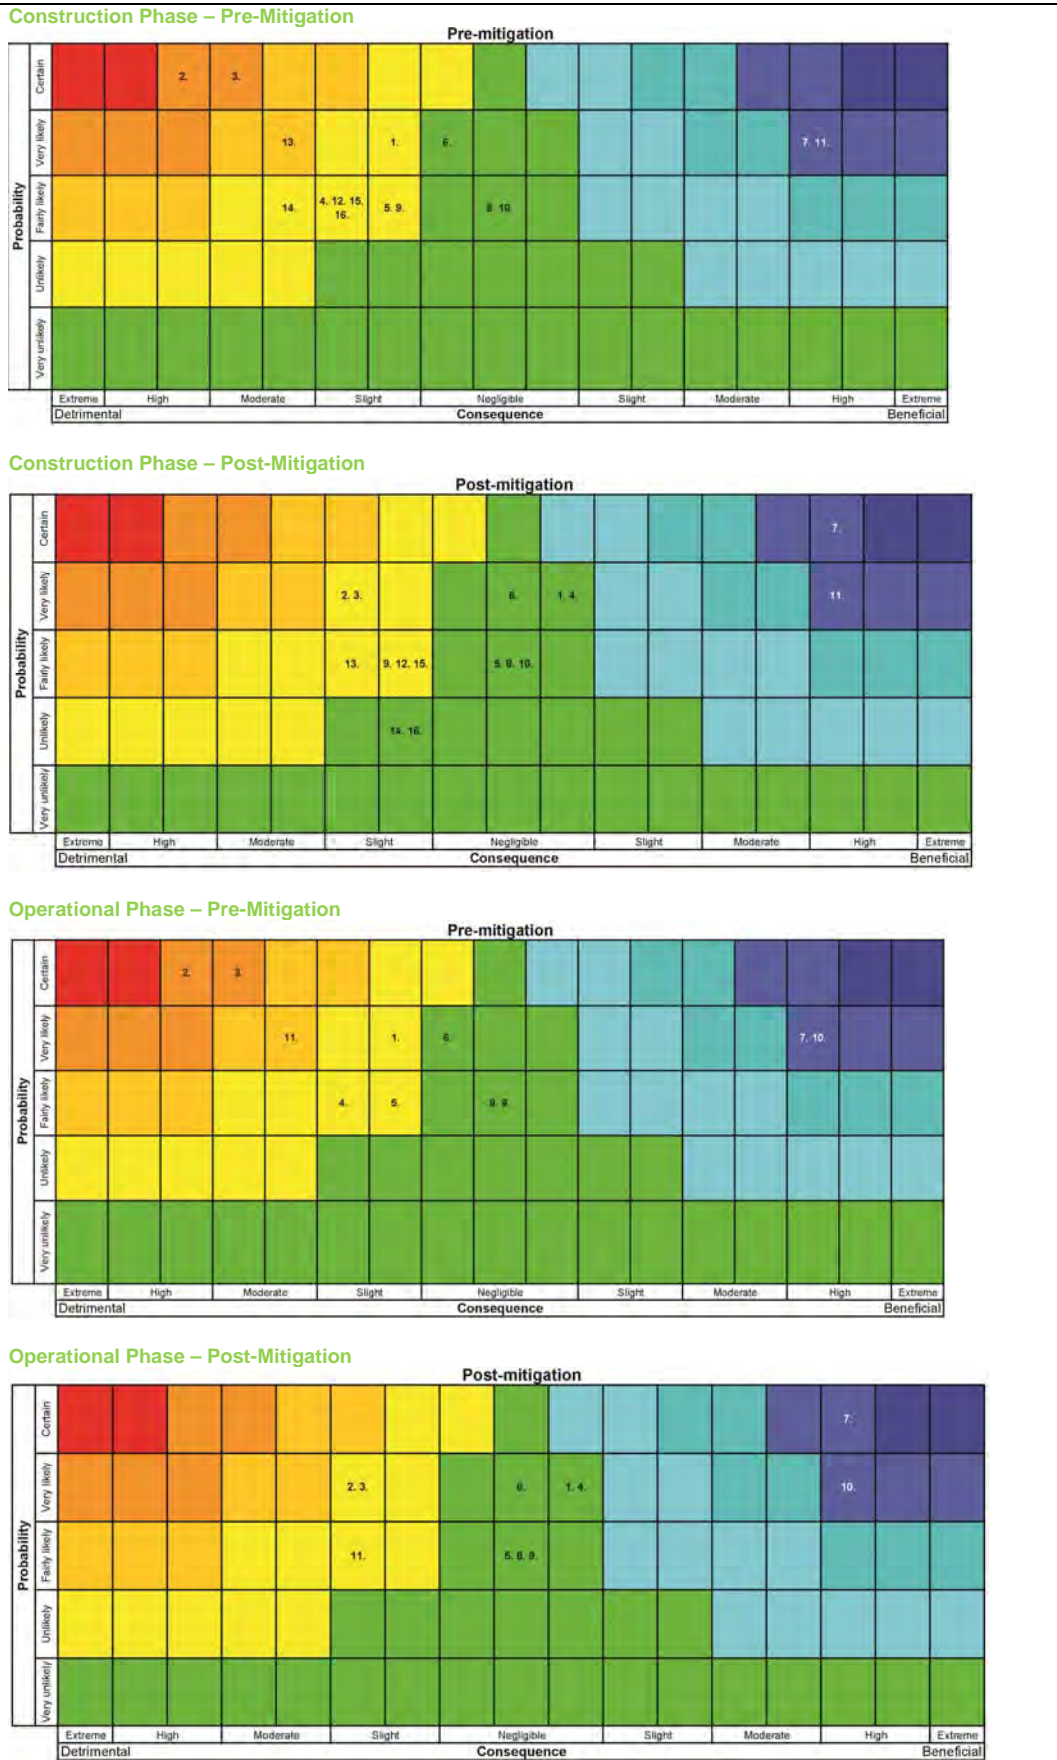 Construction Phase – Pre-Mitigation
Pre-mitigation
Probability
Certain
2. 3.
Very likely
13. 1. 6. 7. 11.
Fairly likely
14. 4. 12. 15. 5. 9. 8. 10.
16.
Unlikely
Very unlikely
Extreme High Moderate Slight Negligible Slight Moderate High Extreme
Detrimental Consequence Beneficial
Construction Phase – Post-Mitigation
Post-mitigation
Probability
Certain
7.
Very likely
2. 3. 6. 1. 4. 11.
Fairly likely
13. 9. 12. 15. 5. 8. 10.
Unlikely
14. 16.
Very unlikely
Extreme High Moderate Slight Negligible Slight Moderate High Extreme
Detrimental Consequence Beneficial
Operational Phase – Pre-Mitigation
Pre-mitigation
Probability
Certain
2. 3.
Very likely
11. 1. 6. 7. 10.
Fairly likely
4. 5. 8. 9.
Unlikely
Very unlikely
Extreme High Moderate Slight Negligible Slight Moderate High Extreme
Detrimental Consequence Beneficial
Operational Phase – Post-Mitigation
Post-mitigation
Probability
Certain
7.
Very likely
2. 3. 6. 1. 4. 10.
Fairly likely
11. 5. 8. 9.
Unlikely
Very unlikely
Extreme High Moderate Slight Negligible Slight Moderate High Extreme
Detrimental Consequence Beneficial